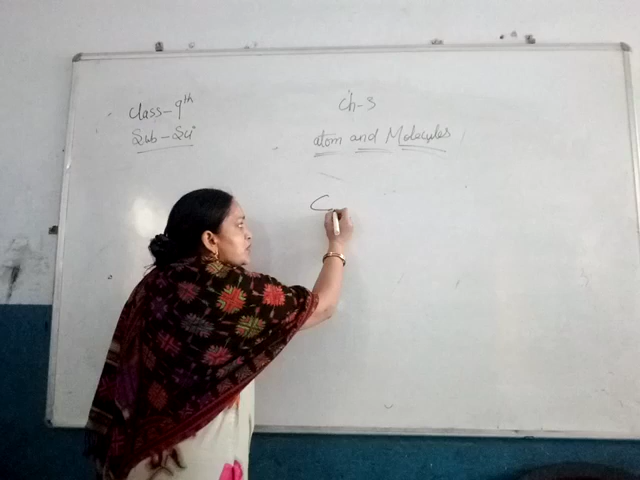 Class - 9th
Sub - Sci
Ch - 3
atom and Molecules
C